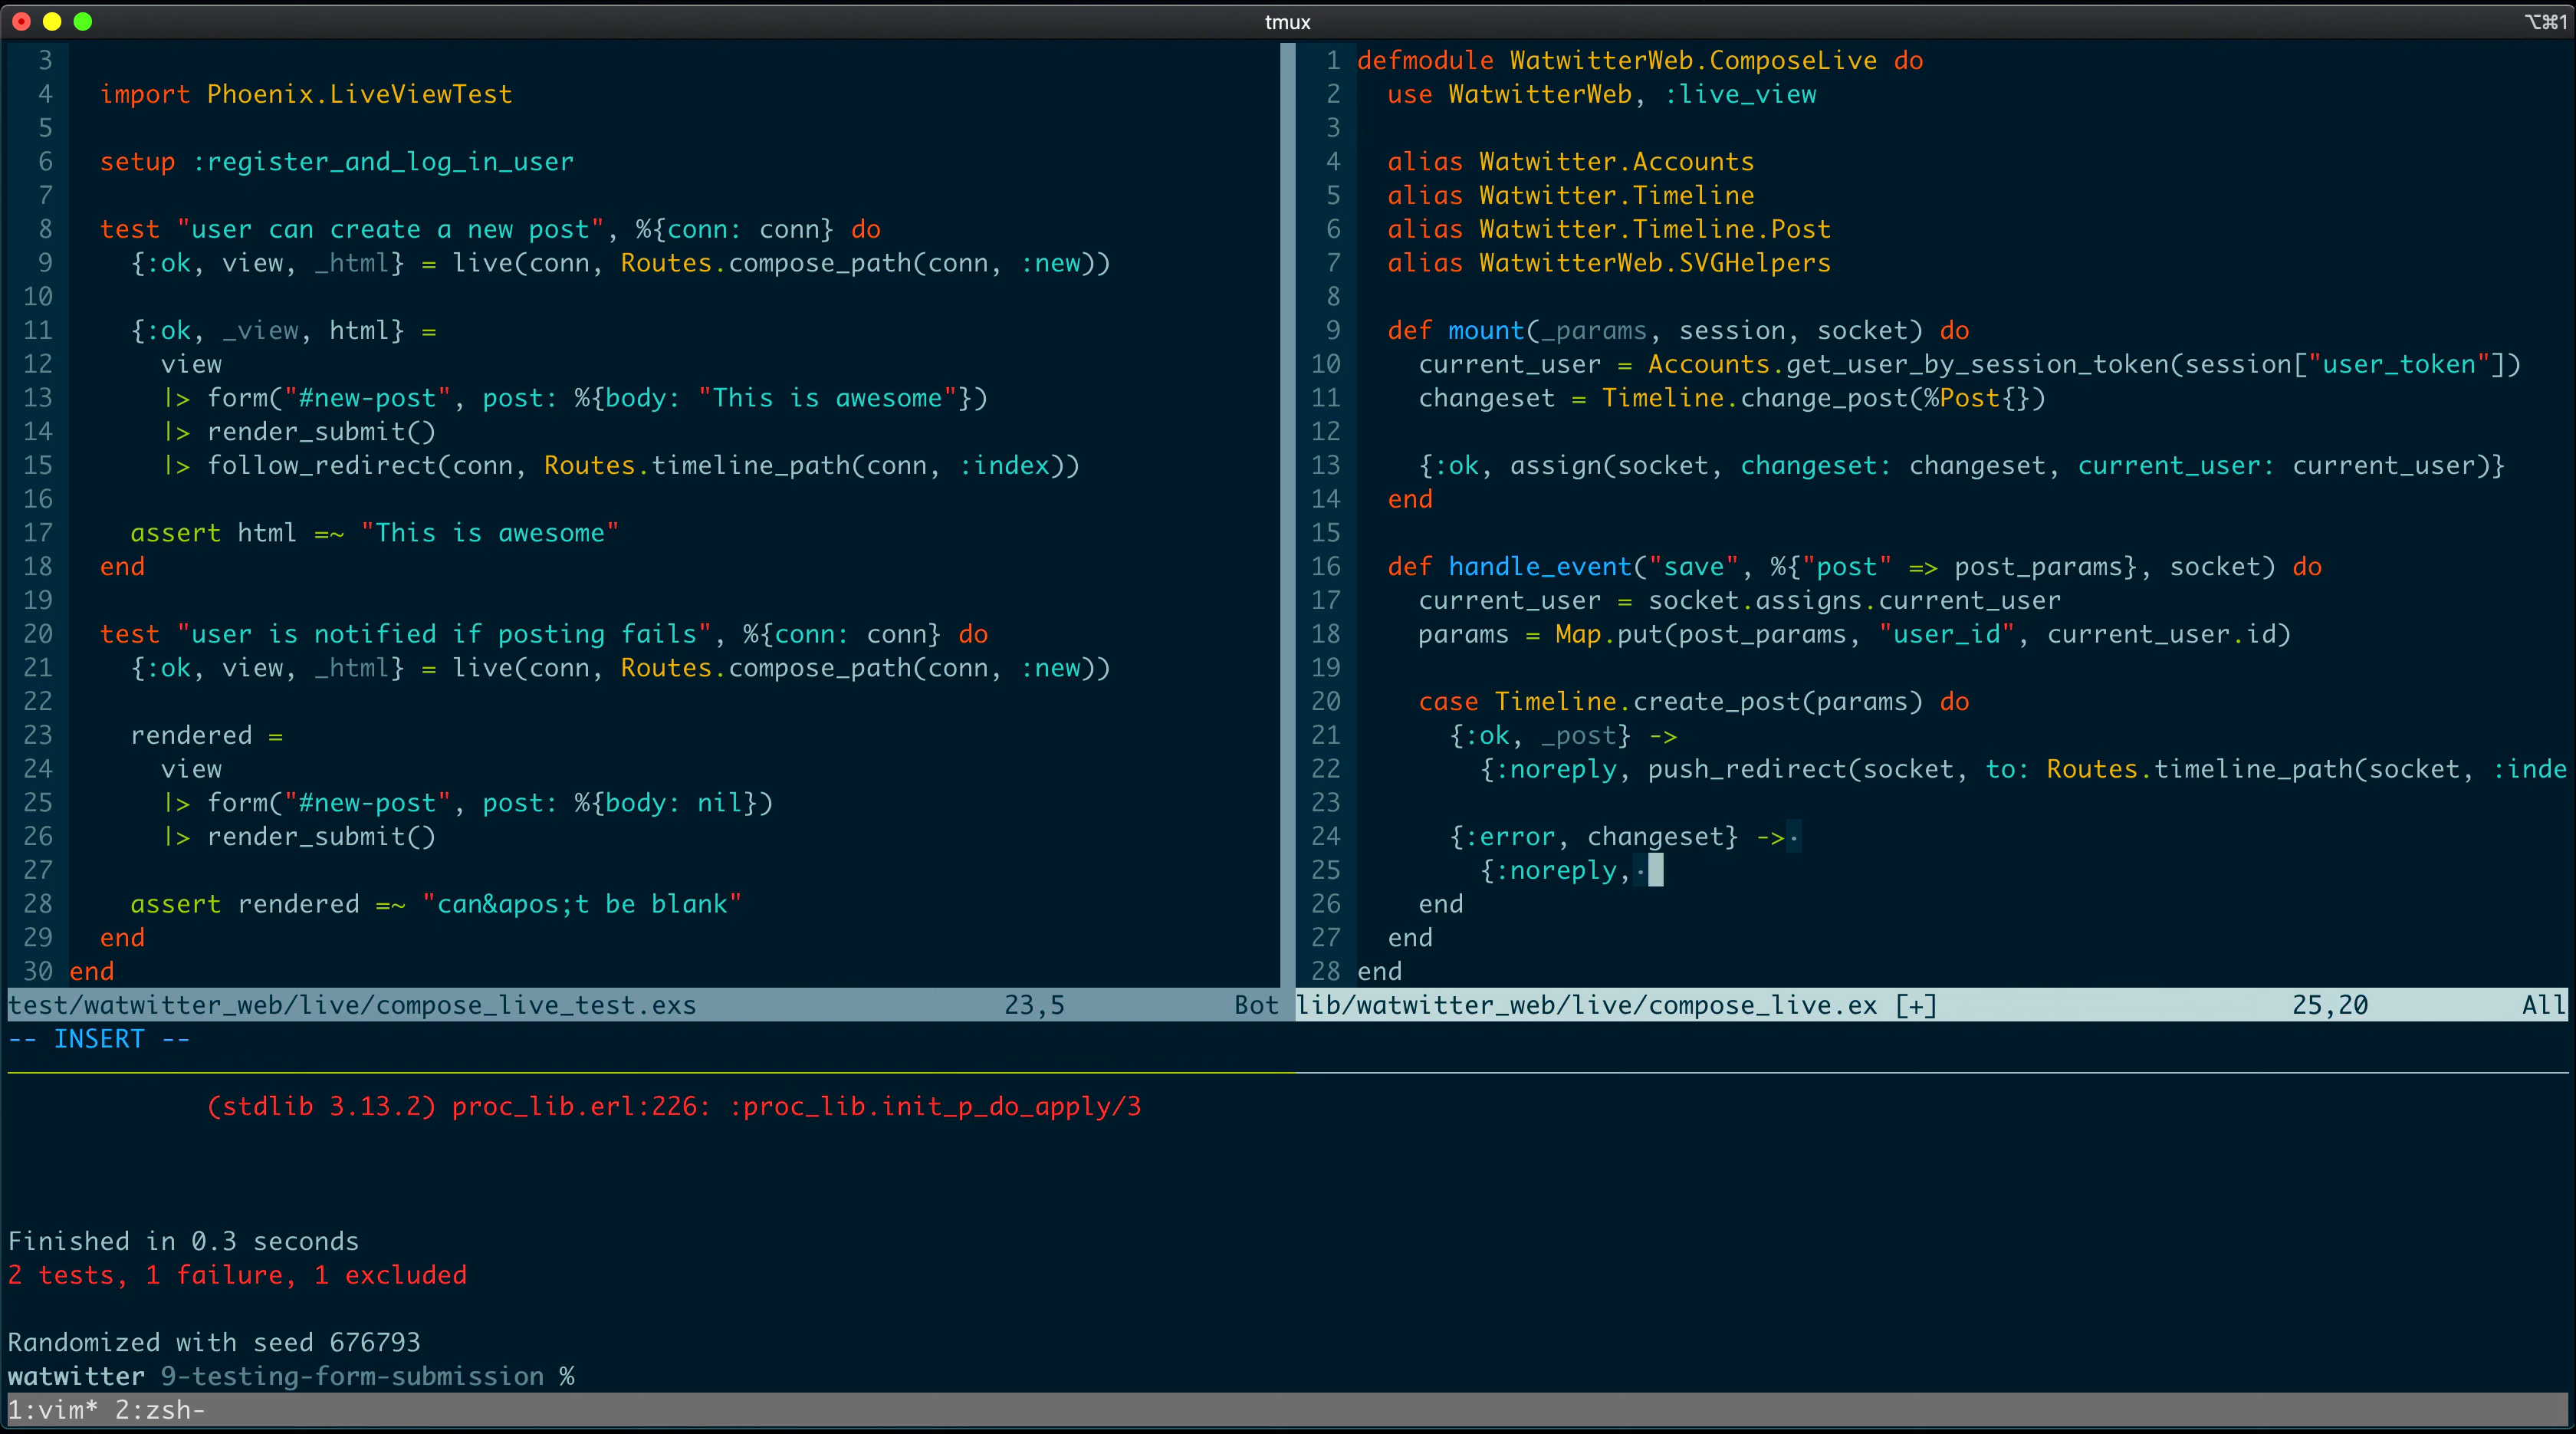 tmux
⌥⌘1
3
4   import Phoenix.LiveViewTest
5
6   setup :register_and_log_in_user
7
8   test "user can create a new post", %{conn: conn} do
9     {:ok, view, _html} = live(conn, Routes.compose_path(conn, :new))
10
11     {:ok, _view, html} =
12       view
13       |> form("#new-post", post: %{body: "This is awesome"})
14       |> render_submit()
15       |> follow_redirect(conn, Routes.timeline_path(conn, :index))
16
17     assert html =~ "This is awesome"
18   end
19
20   test "user is notified if posting fails", %{conn: conn} do
21     {:ok, view, _html} = live(conn, Routes.compose_path(conn, :new))
22
23     rendered =
24       view
25       |> form("#new-post", post: %{body: nil})
26       |> render_submit()
27
28     assert rendered =~ "can&apos;t be blank"
29   end
30 end
test/watwitter_web/live/compose_live_test.exs 23,5 Bot
1 defmodule WatwitterWeb.ComposeLive do
2   use WatwitterWeb, :live_view
3
4   alias Watwitter.Accounts
5   alias Watwitter.Timeline
6   alias Watwitter.Timeline.Post
7   alias WatwitterWeb.SVGHelpers
8
9   def mount(_params, session, socket) do
10     current_user = Accounts.get_user_by_session_token(session["user_token"])
11     changeset = Timeline.change_post(%Post{})
12
13     {:ok, assign(socket, changeset: changeset, current_user: current_user)}
14   end
15
16   def handle_event("save", %{"post" => post_params}, socket) do
17     current_user = socket.assigns.current_user
18     params = Map.put(post_params, "user_id", current_user.id)
19
20     case Timeline.create_post(params) do
21       {:ok, _post} ->
22         {:noreply, push_redirect(socket, to: Routes.timeline_path(socket, :inde
23
24       {:error, changeset} ->·
25         {:noreply,·
26     end
27   end
28 end
lib/watwitter_web/live/compose_live.ex [+] 25,20 All
-- INSERT --
(stdlib 3.13.2) proc_lib.erl:226: :proc_lib.init_p_do_apply/3
Finished in 0.3 seconds
2 tests, 1 failure, 1 excluded
Randomized with seed 676793
watwitter 9-testing-form-submission %
1:vim* 2:zsh-